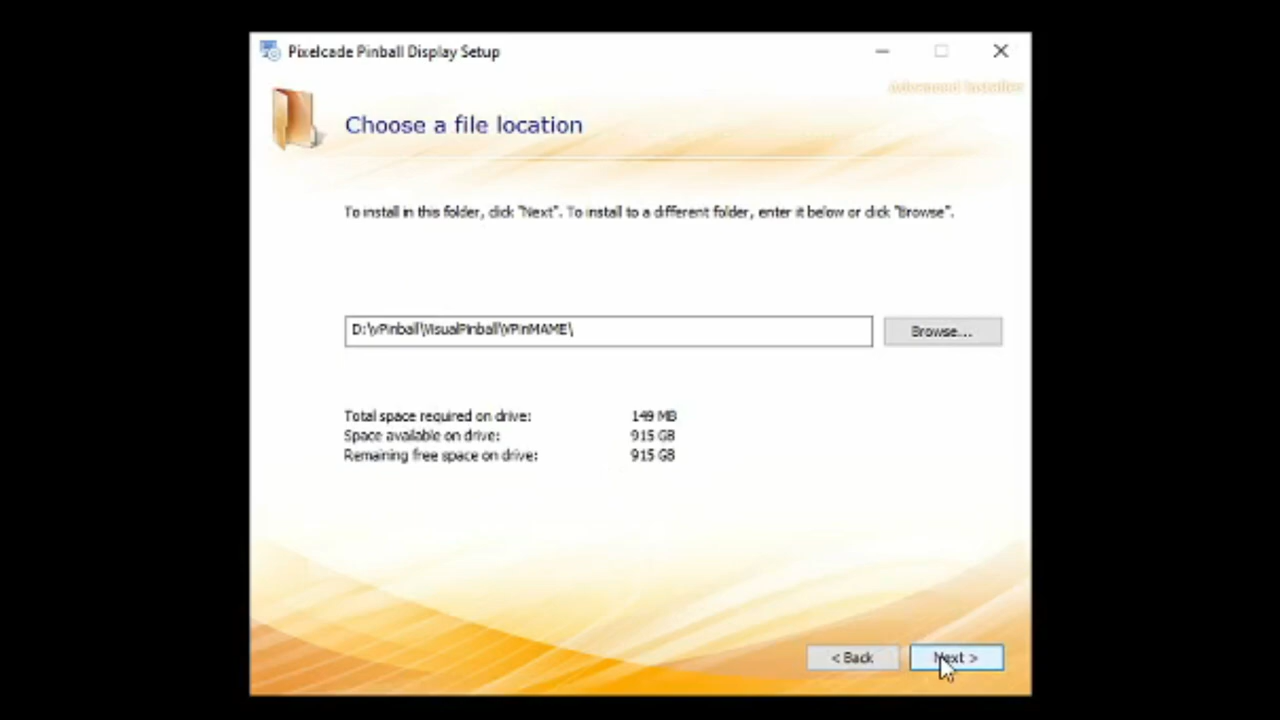 Pixelcade Pinball Display Setup
Advanced Installer
Choose a file location
To install in this folder, click "Next". To install to a different folder, enter it below or click "Browse".
D:\vPinball\VisualPinball\VPinMAME\
Browse...
Total space required on drive: 149 MB
Space available on drive: 915 GB
Remaining free space on drive: 915 GB
< Back
Next >